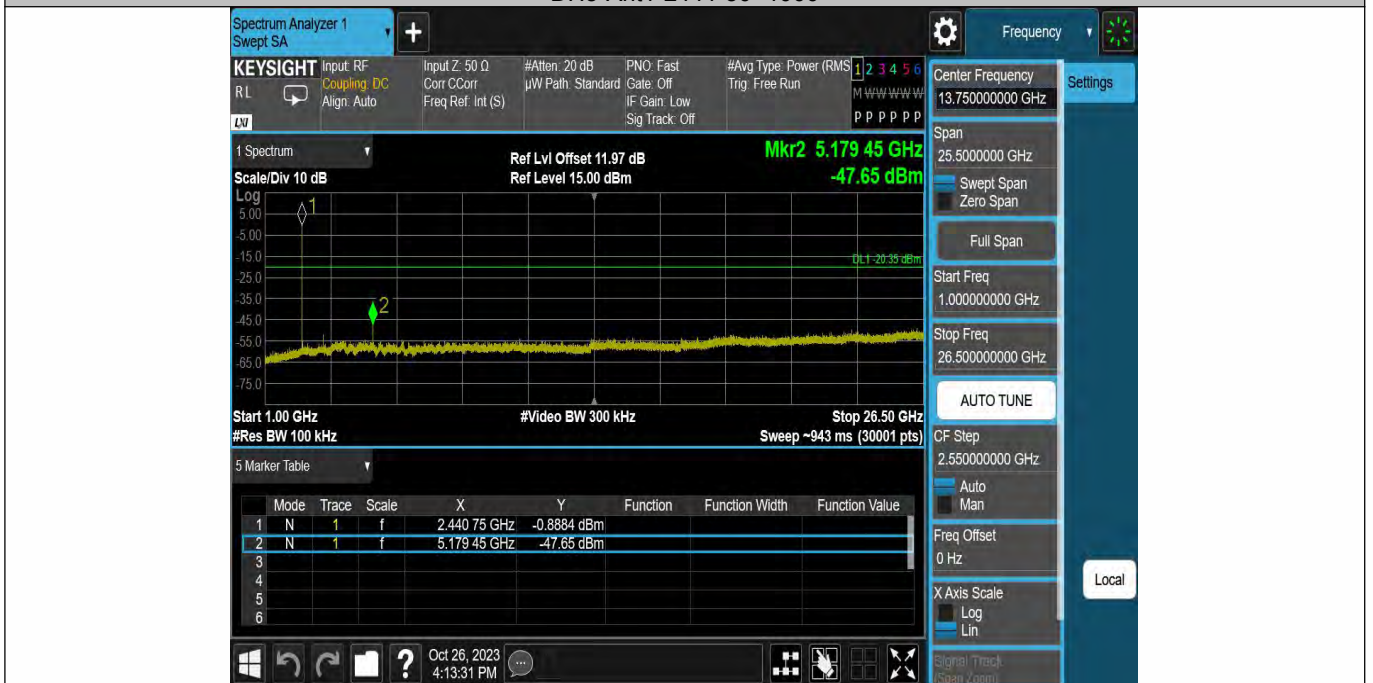 Spectrum Analyzer 1
Swept SA
+
Frequency
KEYSIGHT
RL
LXI
Input: RF
Coupling: DC
Align: Auto
Input Z: 50 Ω
Corr CCorr
Freq Ref: Int (S)
#Atten: 20 dB
µW Path: Standard
PNO: Fast
Gate: Off
IF Gain: Low
Sig Track: Off
#Avg Type: Power (RMS
Trig: Free Run
1 2 3 4 5 6
M W W W W W
P P P P P P
1 Spectrum
Scale/Div 10 dB
Ref Lvl Offset 11.97 dB
Ref Level 15.00 dBm
Mkr2 5.179 45 GHz
-47.65 dBm
Log
5.00
-5.00
-15.0
-25.0
-35.0
-45.0
-55.0
-65.0
-75.0
1
2
DL1 -20.35 dBm
Start 1.00 GHz
#Res BW 100 kHz
#Video BW 300 kHz
Stop 26.50 GHz
Sweep ~943 ms (30001 pts)
5 Marker Table
Mode Trace Scale X Y Function Function Width Function Value
1 N 1 f 2.440 75 GHz -0.8884 dBm
2 N 1 f 5.179 45 GHz -47.65 dBm
3
4
5
6
Oct 26, 2023
4:13:31 PM
?
Center Frequency
13.750000000 GHz
Settings
Span
25.5000000 GHz
Swept Span
Zero Span
Full Span
Start Freq
1.000000000 GHz
Stop Freq
26.500000000 GHz
AUTO TUNE
CF Step
2.550000000 GHz
Auto
Man
Freq Offset
0 Hz
X Axis Scale
Log
Lin
Local
Signal Track
(Span Zoom)